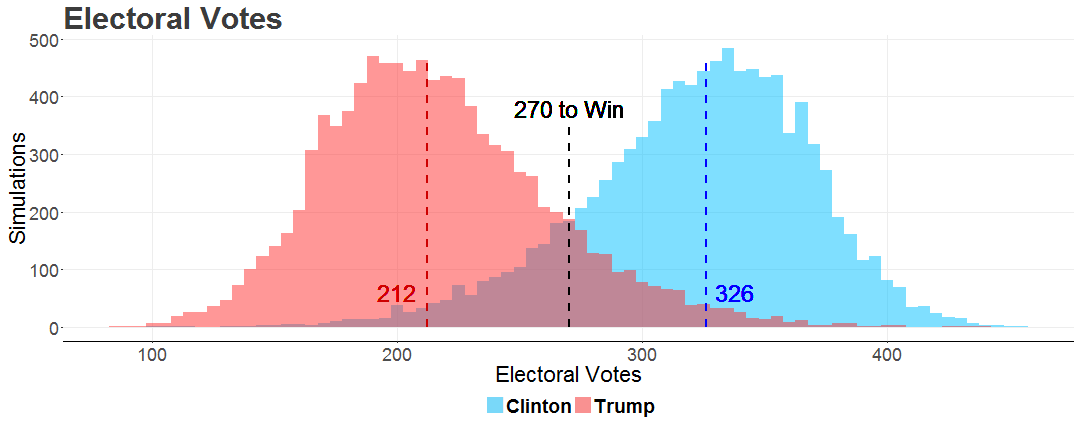 Electoral Votes
500
400
300
200
100
0
Simulations
270 to Win
212
326
100 200 300 400
Electoral Votes
Clinton Trump